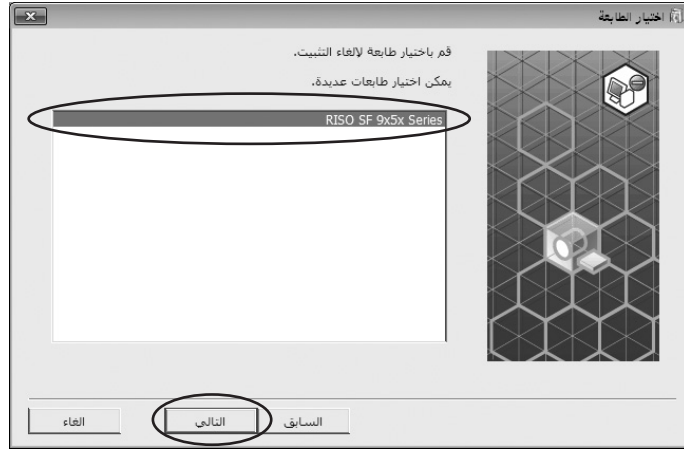 اختيار الطابعة
قم باختيار طابعة لإلغاء التثبيت.
يمكن اختيار طابعات عديدة.
RISO SF 9x5x Series
السابق
التالي
الغاء